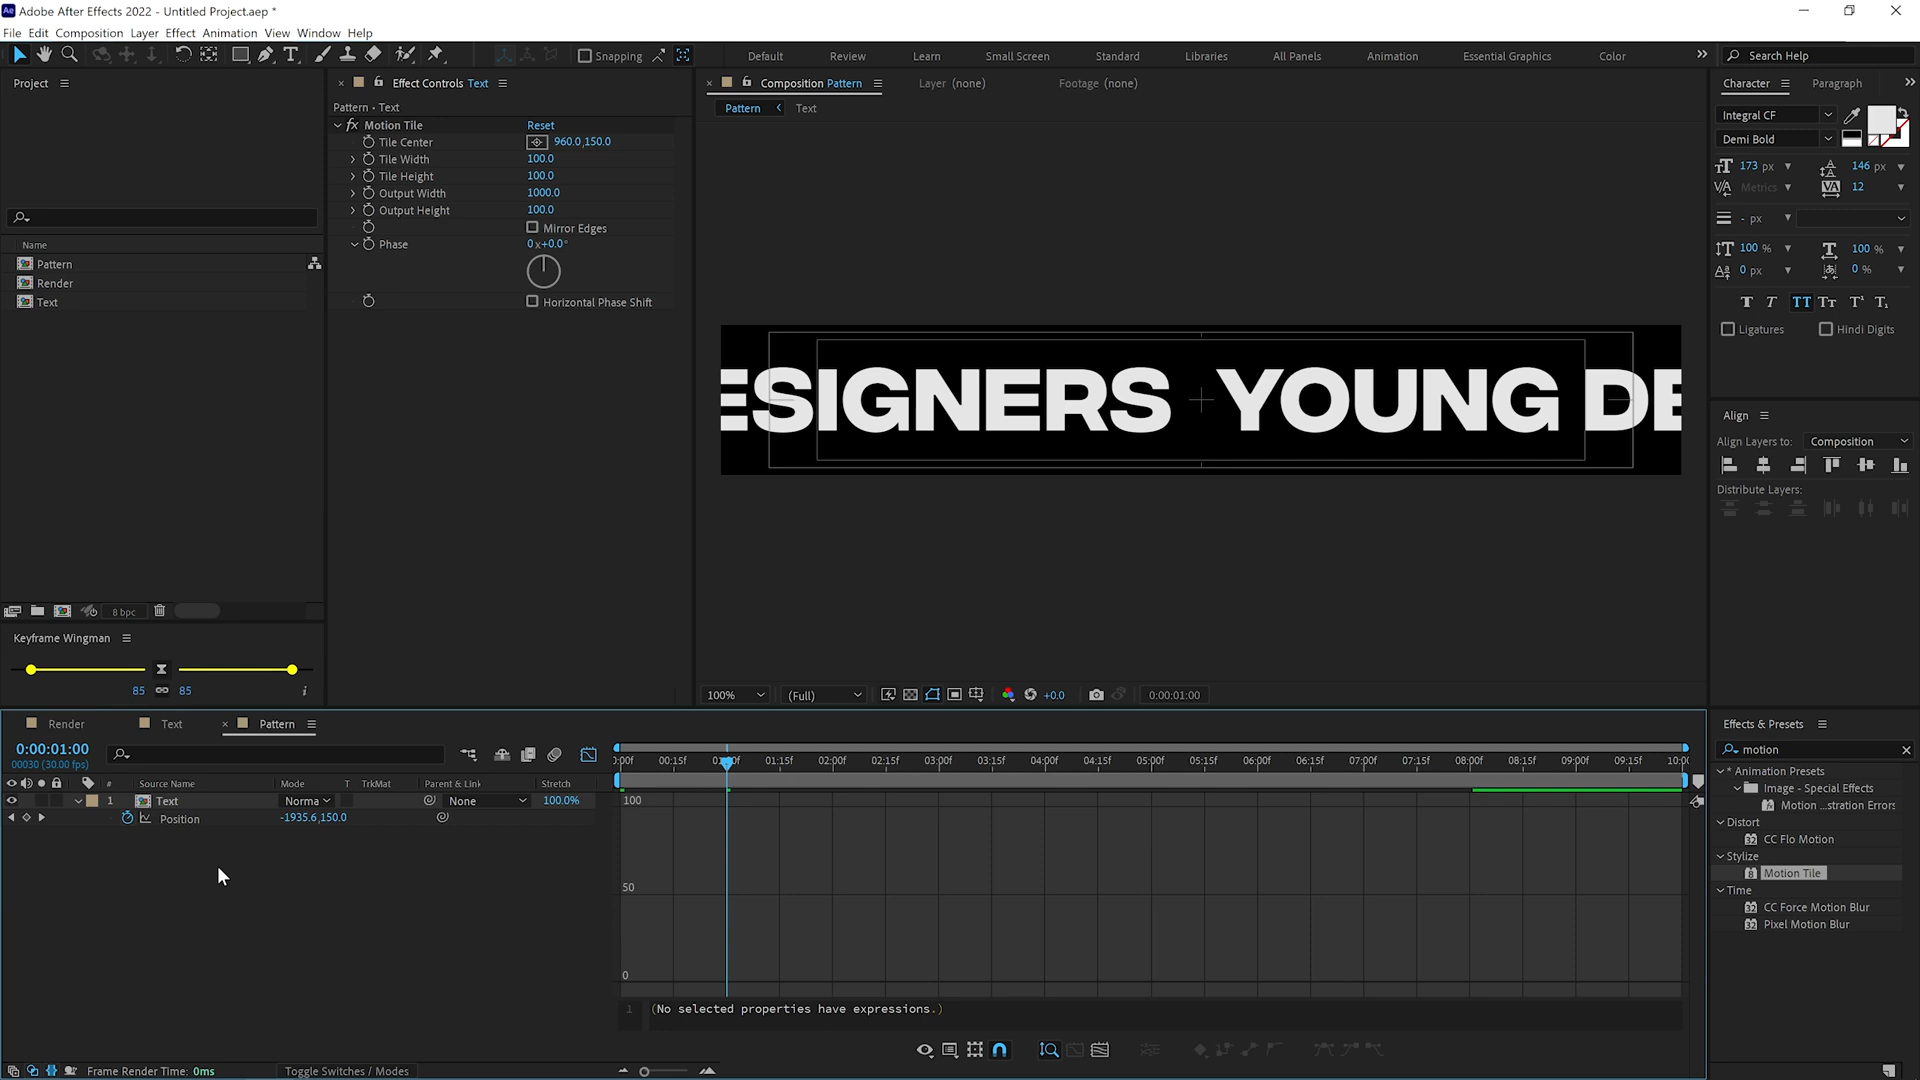 Adobe After Effects 2022 - Untitled Project.aep *
File Edit Composition Layer Effect Animation View Window Help
Snapping
Default Review Learn Small Screen Standard Libraries All Panels Animation Essential Graphics Color
Search Help
Project
Name
Pattern
Render
Text
8 bpc
Keyframe Wingman
85 85
Effect Controls Text
Pattern • Text
fx Motion Tile Reset
Tile Center 960.0,150.0
Tile Width 100.0
Tile Height 100.0
Output Width 1000.0
Output Height 100.0
Mirror Edges
Phase 0x+0.0°
Horizontal Phase Shift
Composition Pattern
Layer (none)
Footage (none)
Pattern Text
ESIGNERS YOUNG DE
100% (Full) +0.0 0:00:01:00
Character Paragraph
Integral CF
Demi Bold
173 px 146 px
Metrics 12
- px
100 % 100 %
0 px 0 %
Ligatures Hindi Digits
Align
Align Layers to: Composition
Distribute Layers:
Effects & Presets
motion
* Animation Presets
Image - Special Effects
Motion ...stration Errors
Distort
CC Flo Motion
Stylize
Motion Tile
Time
CC Force Motion Blur
Pixel Motion Blur
Render Text Pattern
0:00:01:00
00030 (30.00 fps)
# Source Name Mode T TrkMat Parent & Link Stretch
1 Text Norma None 100.0%
Position -1935.6,150.0
):00f 00:15f 01:00f 01:15f 02:00f 02:15f 03:00f 03:15f 04:00f 04:15f 05:00f 05:15f 06:00f 06:15f 07:00f 07:15f 08:00f 08:15f 09:00f 09:15f 10:0(
100
50
0
1 (No selected properties have expressions.)
Frame Render Time: 0ms
Toggle Switches / Modes